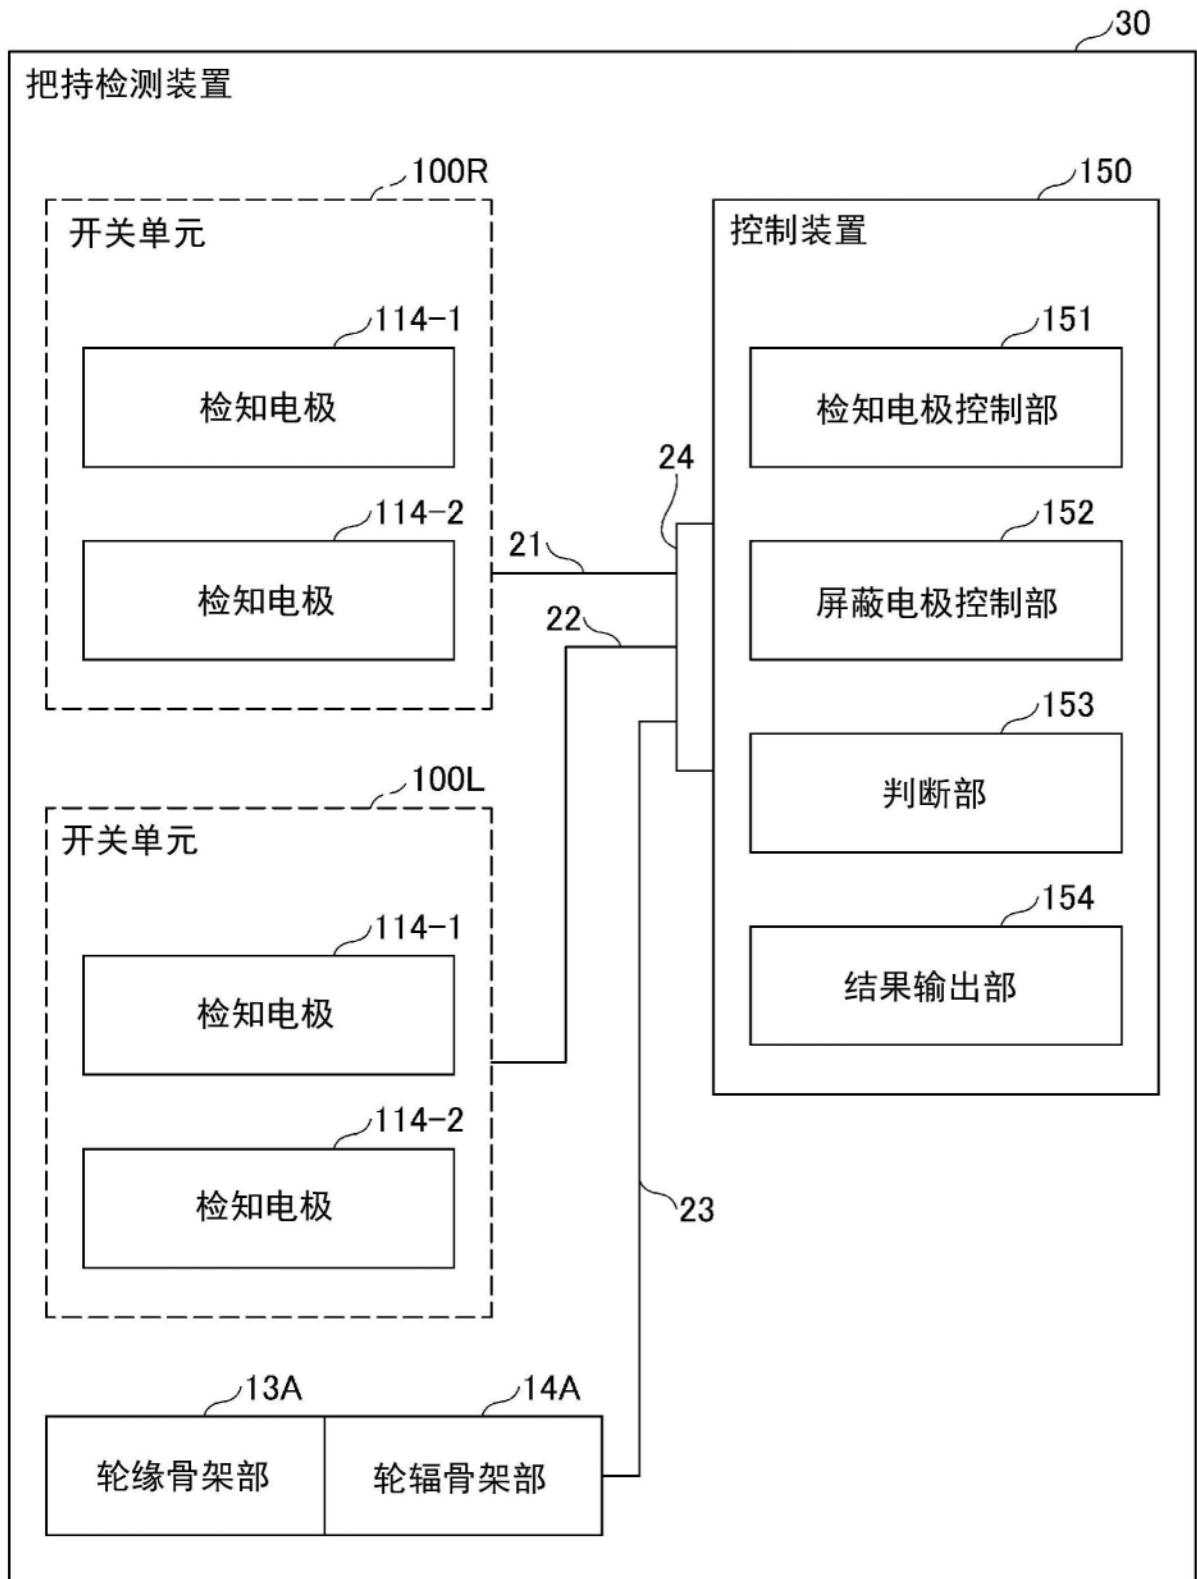 30
把持检测装置
100R
开关单元
114-1
检知电极
114-2
检知电极
21
22
24
150
控制装置
151
检知电极控制部
152
屏蔽电极控制部
153
判断部
154
结果输出部
100L
开关单元
114-1
检知电极
114-2
检知电极
23
13A
轮缘骨架部
14A
轮辐骨架部